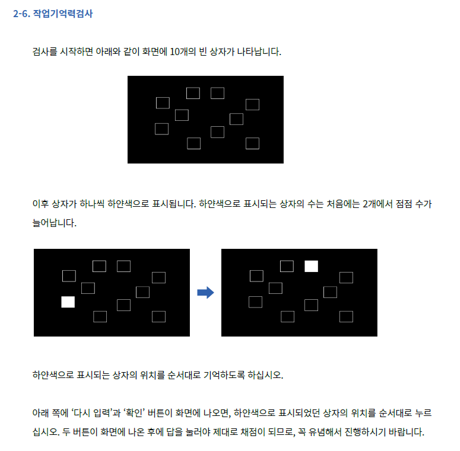 2-6. 작업기억력검사
검사를 시작하면 아래와 같이 화면에 10개의 빈 상자가 나타납니다.
이후 상자가 하나씩 하얀색으로 표시됩니다. 하얀색으로 표시되는 상자의 수는 처음에는 2개에서 점점 수가
늘어납니다.
하얀색으로 표시되는 상자의 위치를 순서대로 기억하도록 하십시오.
아래 쪽에 ‘다시 입력’과 ‘확인’ 버튼이 화면에 나오면, 하얀색으로 표시되었던 상자의 위치를 순서대로 누르
십시오. 두 버튼이 화면에 나온 후에 답을 눌러야 제대로 채점이 되므로, 꼭 유념해서 진행하시기 바랍니다.